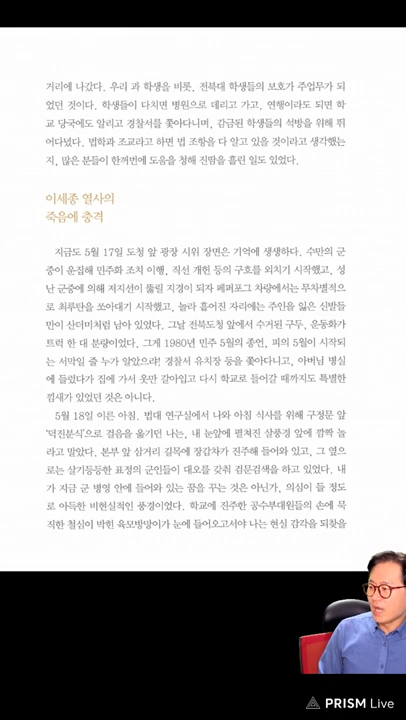 거리에 나갔다. 우리 과 학생을 비롯, 전북대 학생들의 보호가 주업무가 되
었던 것이다. 학생들이 다치면 병원으로 데리고 가고, 연행이라도 되면 학
교 당국에도 알리고 경찰서를 쫓아다니며, 감금된 학생들의 석방을 위해 뛰
어다녔다. 법학과 조교라고 하면 법 조항을 다 알고 있을 것이라고 생각했는
지, 많은 분들이 한꺼번에 도움을 청해 진땀을 흘린 일도 있었다.
이세종 열사의
죽음에 충격
지금도 5월 17일 도청 앞 광장 시위 장면은 기억에 생생하다. 수만의 군
중이 운집해 민주화 조치 이행, 직선 개헌 등의 구호를 외치기 시작했고, 성
난 군중에 의해 저지선이 뚫릴 지경이 되자 페퍼포그 차량에서는 무차별적으
로 최루탄을 쏘아대기 시작했고, 놀라 흩어진 자리에는 주인을 잃은 신발들
만이 산더미처럼 남아 있었다. 그날 전북도청 앞에서 수거된 구두, 운동화가
트럭 한 대 분량이었다. 그게 1980년 민주 5월의 종언, 피의 5월이 시작되
는 서막일 줄 누가 알았으랴! 경찰서 유치장 등을 쫓아다니고, 아버님 병실
에 들렀다가 집에 가서 옷만 갈아입고 다시 학교로 들어갈 때까지도 특별한
낌새가 있었던 것은 아니다.
5월 18일 이른 아침. 법대 연구실에서 나와 아침 식사를 위해 구정문 앞
‘덕진분식’으로 걸음을 옮기던 나는, 내 눈앞에 펼쳐진 살풍경 앞에 깜짝 놀
라고 말았다. 본부 앞 삼거리 길목에 장갑차가 진주해 들어와 있고, 그 옆으
로는 살기등등한 표정의 군인들이 대오를 갖춰 검문검색을 하고 있었다. 내
가 지금 군 병영 안에 들어와 있는 꿈을 꾸는 것은 아닌가, 의심이 들 정도
로 아득한 비현실적인 풍경이었다. 학교에 진주한 공수부대원들의 손에 묵
직한 철심이 박힌 육모방망이가 눈에 들어오고서야 나는 현실 감각을 되찾을
PRISM Live